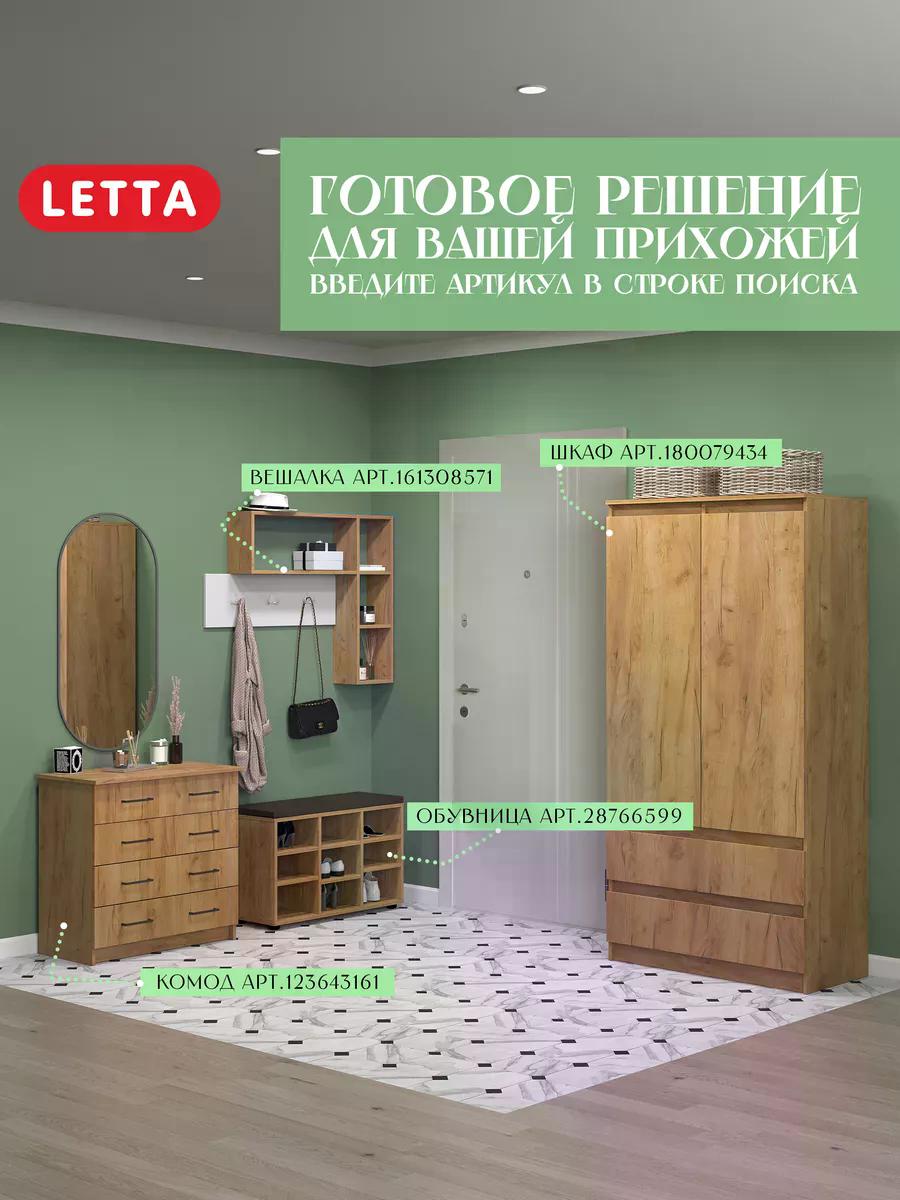 LETTA
ГОТОВОЕ РЕШЕНИЕ
ДЛЯ ВАШЕЙ ПРИХОЖЕЙ
ВВЕДИТЕ АРТИКУЛ В СТРОКЕ ПОИСКА
ШКАФ АРТ.180079434
ВЕШАЛКА АРТ.161308571
ОБУВНИЦА АРТ.28766599
КОМОД АРТ.123643161